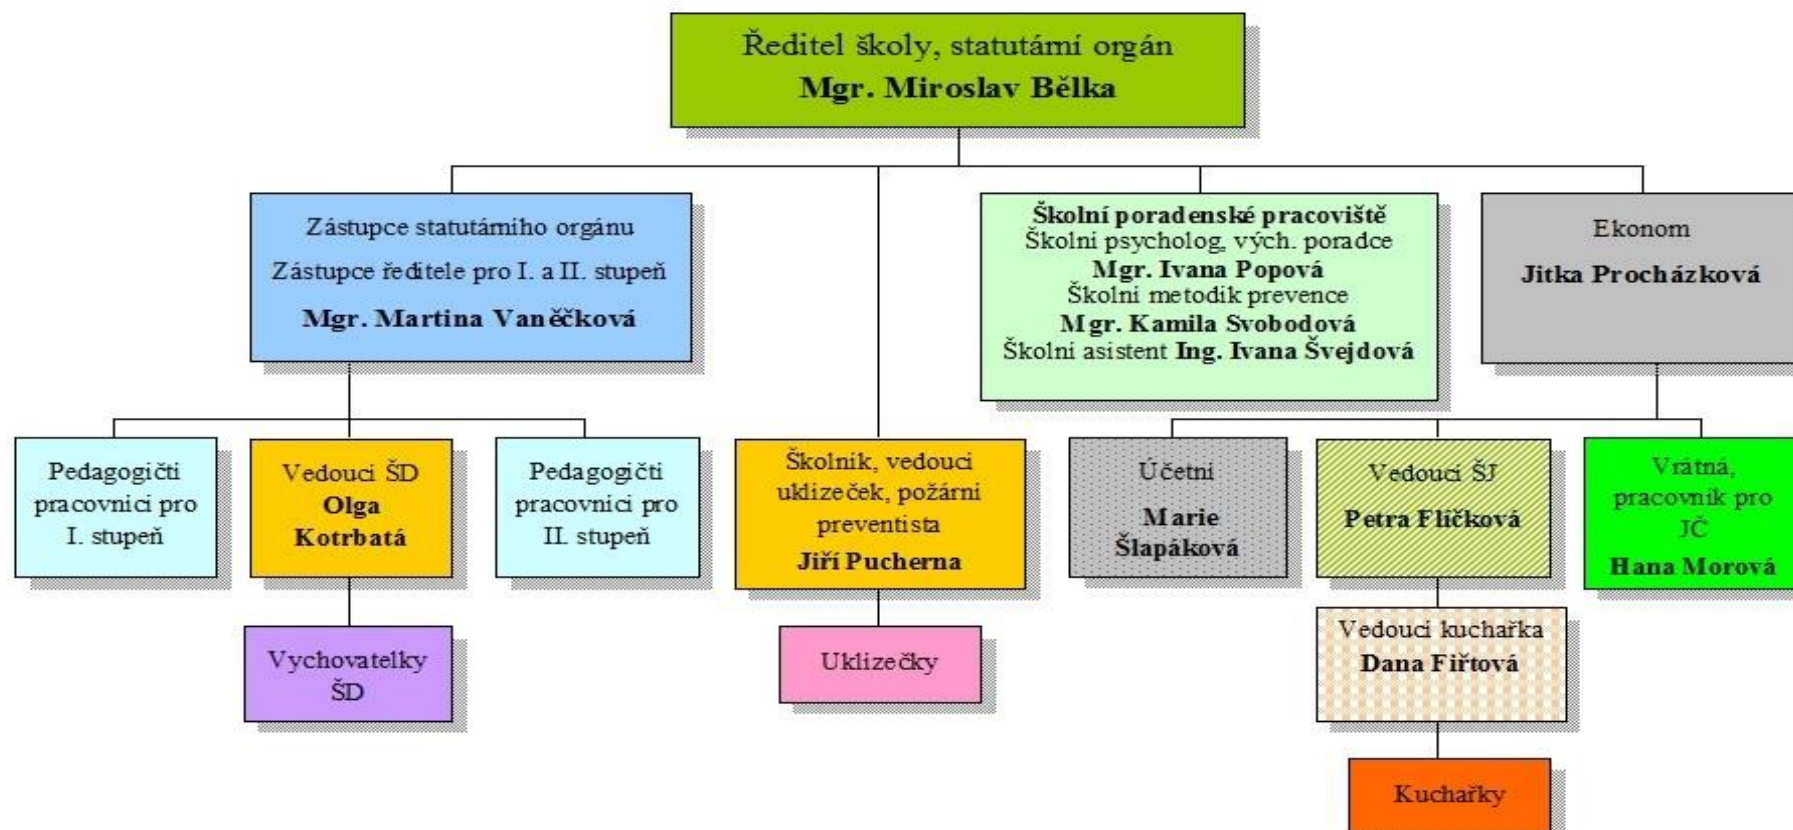 Ředitel školy, statutární orgán
Mgr. Miroslav Bělka
Zástupce statutárního orgánu
Zástupce ředitele pro I. a II. stupeň
Mgr. Martina Vaněčková
Školní poradenské pracoviště
Školní psycholog, vých. poradce
Mgr. Ivana Popová
Školní metodik prevence
Mgr. Kamila Svobodová
Školní asistent Ing. Ivana Švejdová
Ekonom
Jitka Procházková
Pedagogičtí
pracovníci pro
I. stupeň
Vedoucí ŠD
Olga
Kotrbatá
Pedagogičtí
pracovníci pro
II. stupeň
Školník, vedoucí
uklízeček, požární
preventista
Jiří Pucherna
Účetní
Marie
Šlapáková
Vedoucí ŠJ
Petra Flíčková
Vrátná,
pracovník pro
JČ
Hana Morová
Vychovatelky
ŠD
Uklízečky
Vedoucí kuchařka
Dana Fiřtová
Kuchařky